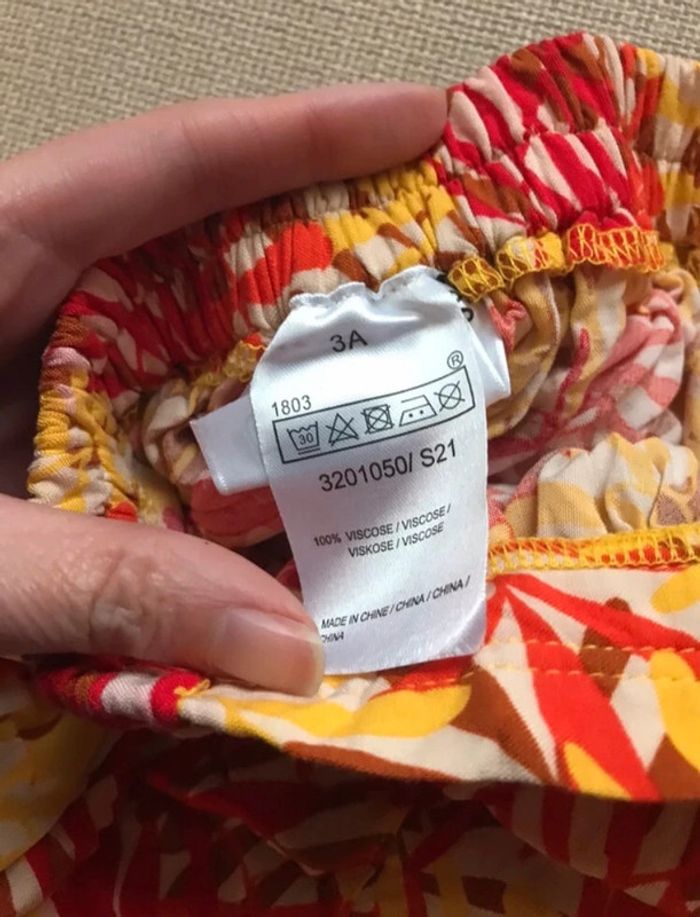 3A
®
1803
30
3201050/ S21
100% VISCOSE / VISCOSE /
VISKOSE / VISCOSE
MADE IN CHINE / CHINA / CHINA /
CHINA